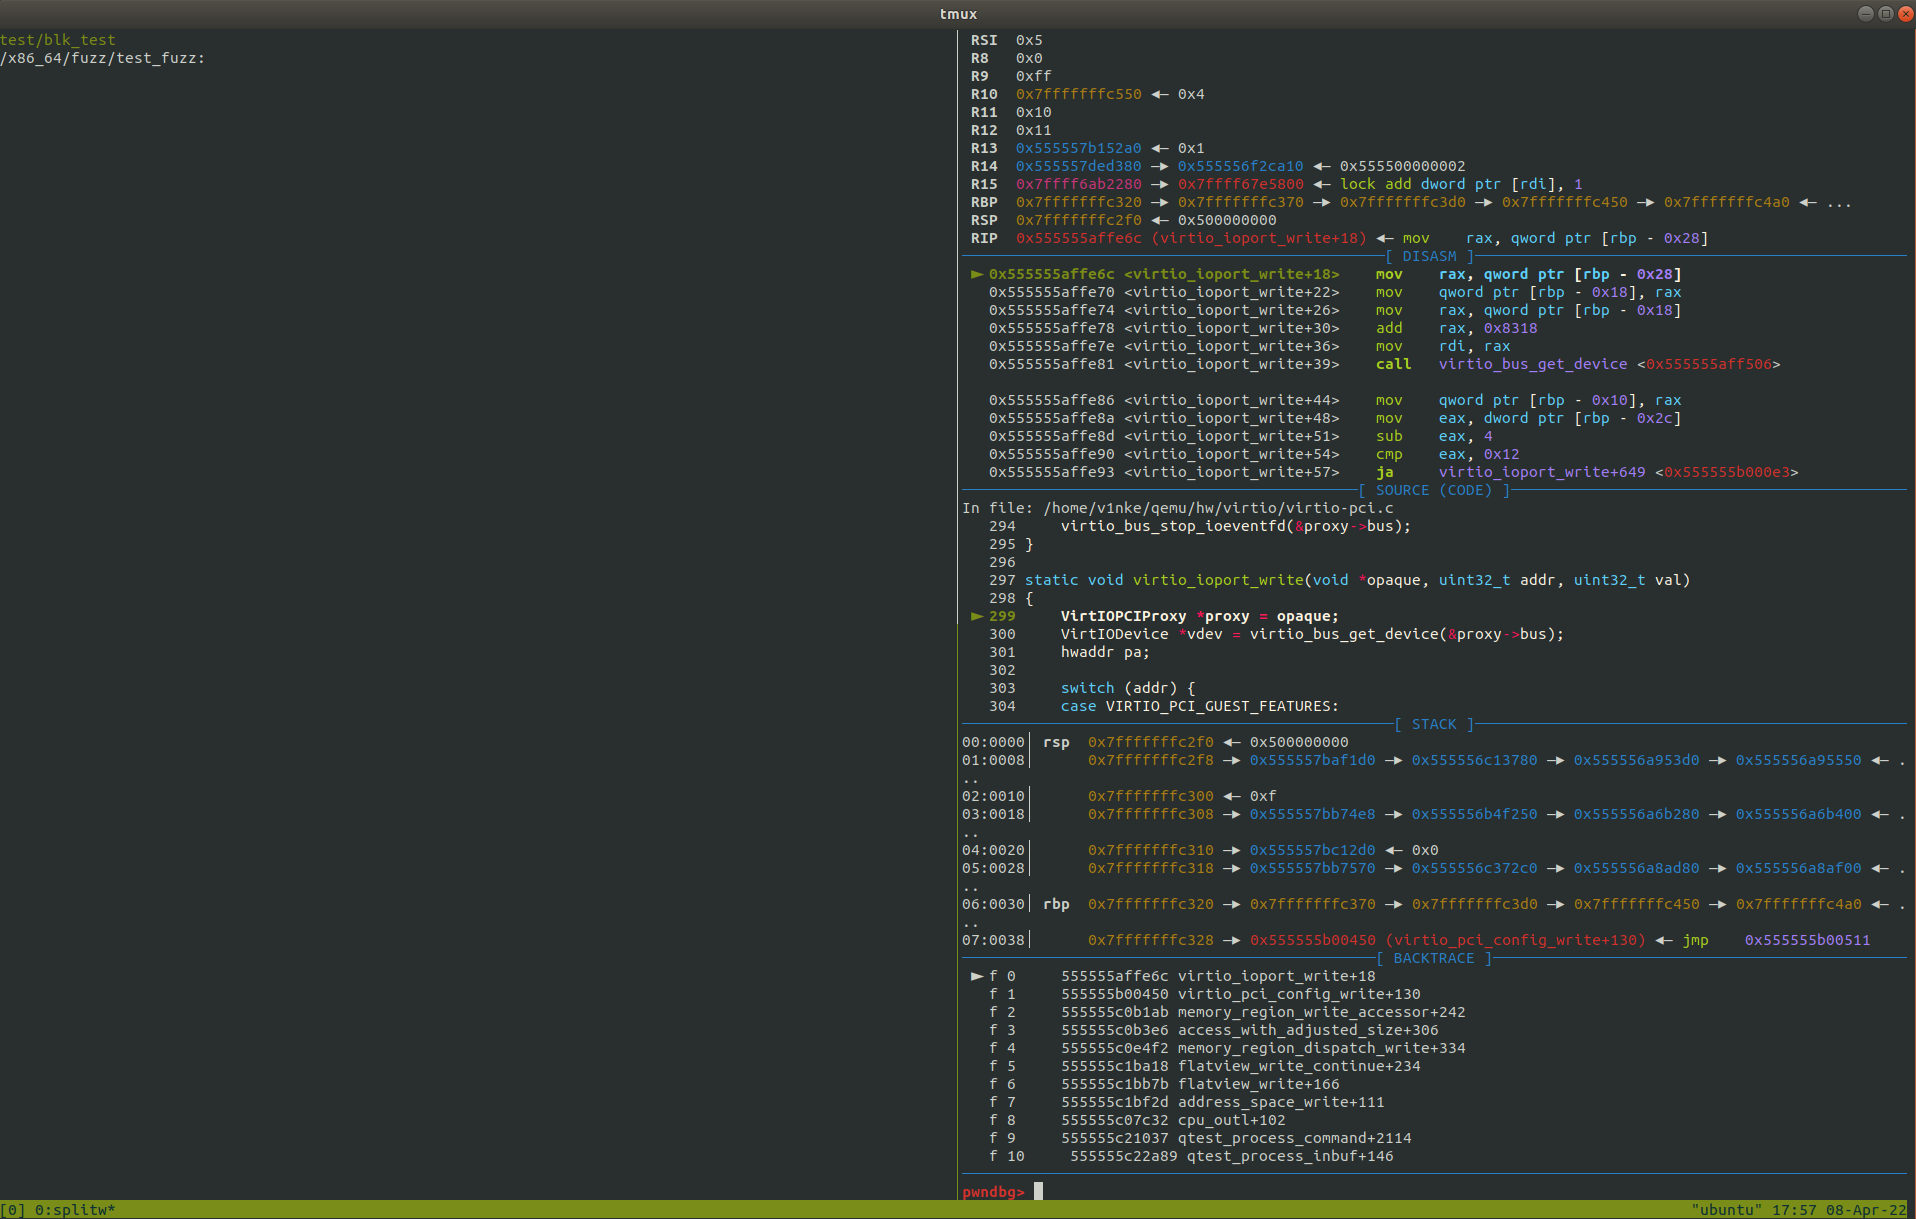 tmux
test/blk_test
/x86_64/fuzz/test_fuzz:
RSI  0x5
R8   0x0
R9   0xff
R10  0x7fffffffc550 ◂— 0x4
R11  0x10
R12  0x11
R13  0x555557b152a0 ◂— 0x1
R14  0x555557ded380 —▸ 0x555556f2ca10 ◂— 0x555500000002
R15  0x7ffff6ab2280 —▸ 0x7ffff67e5800 ◂— lock add dword ptr [rdi], 1
RBP  0x7fffffffc320 —▸ 0x7fffffffc370 —▸ 0x7fffffffc3d0 —▸ 0x7fffffffc450 —▸ 0x7fffffffc4a0 ◂— ...
RSP  0x7fffffffc2f0 ◂— 0x500000000
RIP  0x555555affe6c (virtio_ioport_write+18) ◂— mov    rax, qword ptr [rbp - 0x28]
[ DISASM ]
► 0x555555affe6c <virtio_ioport_write+18>    mov    rax, qword ptr [rbp - 0x28]
0x555555affe70 <virtio_ioport_write+22>    mov    qword ptr [rbp - 0x18], rax
0x555555affe74 <virtio_ioport_write+26>    mov    rax, qword ptr [rbp - 0x18]
0x555555affe78 <virtio_ioport_write+30>    add    rax, 0x8318
0x555555affe7e <virtio_ioport_write+36>    mov    rdi, rax
0x555555affe81 <virtio_ioport_write+39>    call   virtio_bus_get_device <0x555555aff506>
0x555555affe86 <virtio_ioport_write+44>    mov    qword ptr [rbp - 0x10], rax
0x555555affe8a <virtio_ioport_write+48>    mov    eax, dword ptr [rbp - 0x2c]
0x555555affe8d <virtio_ioport_write+51>    sub    eax, 4
0x555555affe90 <virtio_ioport_write+54>    cmp    eax, 0x12
0x555555affe93 <virtio_ioport_write+57>    ja     virtio_ioport_write+649 <0x555555b000e3>
[ SOURCE (CODE) ]
In file: /home/v1nke/qemu/hw/virtio/virtio-pci.c
294     virtio_bus_stop_ioeventfd(&proxy->bus);
295 }
296
297 static void virtio_ioport_write(void *opaque, uint32_t addr, uint32_t val)
298 {
► 299     VirtIOPCIProxy *proxy = opaque;
300     VirtIODevice *vdev = virtio_bus_get_device(&proxy->bus);
301     hwaddr pa;
302
303     switch (addr) {
304     case VIRTIO_PCI_GUEST_FEATURES:
[ STACK ]
00:0000│ rsp  0x7fffffffc2f0 ◂— 0x500000000
01:0008│      0x7fffffffc2f8 —▸ 0x555557baf1d0 —▸ 0x555556c13780 —▸ 0x555556a953d0 —▸ 0x555556a95550 ◂— .
..
02:0010│      0x7fffffffc300 ◂— 0xf
03:0018│      0x7fffffffc308 —▸ 0x555557bb74e8 —▸ 0x555556b4f250 —▸ 0x555556a6b280 —▸ 0x555556a6b400 ◂— .
..
04:0020│      0x7fffffffc310 —▸ 0x555557bc12d0 ◂— 0x0
05:0028│      0x7fffffffc318 —▸ 0x555557bb7570 —▸ 0x555556c372c0 —▸ 0x555556a8ad80 —▸ 0x555556a8af00 ◂— .
..
06:0030│ rbp  0x7fffffffc320 —▸ 0x7fffffffc370 —▸ 0x7fffffffc3d0 —▸ 0x7fffffffc450 —▸ 0x7fffffffc4a0 ◂— .
..
07:0038│      0x7fffffffc328 —▸ 0x555555b00450 (virtio_pci_config_write+130) ◂— jmp    0x555555b00511
[ BACKTRACE ]
► f 0     555555affe6c virtio_ioport_write+18
f 1     555555b00450 virtio_pci_config_write+130
f 2     555555c0b1ab memory_region_write_accessor+242
f 3     555555c0b3e6 access_with_adjusted_size+306
f 4     555555c0e4f2 memory_region_dispatch_write+334
f 5     555555c1ba18 flatview_write_continue+234
f 6     555555c1bb7b flatview_write+166
f 7     555555c1bf2d address_space_write+111
f 8     555555c07c32 cpu_outl+102
f 9     555555c21037 qtest_process_command+2114
f 10     555555c22a89 qtest_process_inbuf+146
pwndbg>
[0] 0:splitw*
"ubuntu" 17:57 08-Apr-22